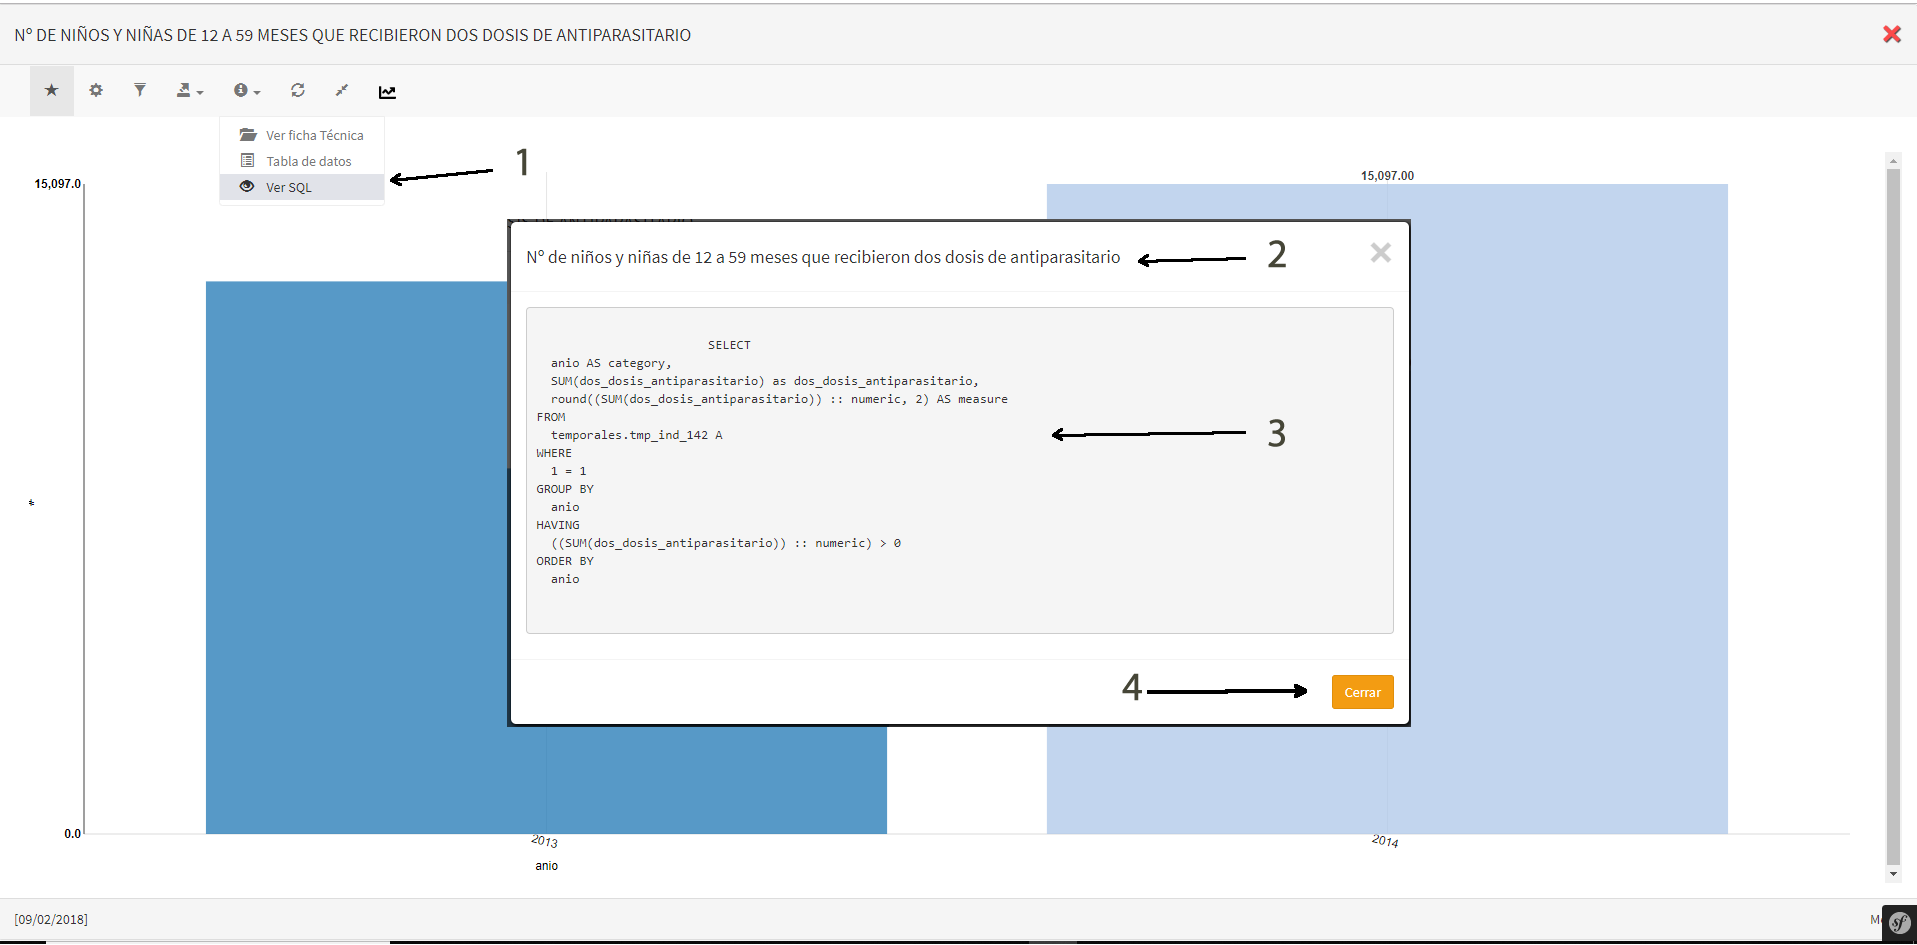 Nº DE NIÑOS Y NIÑAS DE 12 A 59 MESES QUE RECIBIERON DOS DOSIS DE ANTIPARASITARIO
Ver ficha Técnica
Tabla de datos
Ver SQL
1
15,097.0
15,097.00
Nº de niños y niñas de 12 a 59 meses que recibieron dos dosis de antiparasitario
2
SELECT
anio AS category,
SUM(dos_dosis_antiparasitario) as dos_dosis_antiparasitario,
round((SUM(dos_dosis_antiparasitario)) :: numeric, 2) AS measure
FROM
temporales.tmp_ind_142 A
3
WHERE
1 = 1
GROUP BY
anio
HAVING
((SUM(dos_dosis_antiparasitario)) :: numeric) > 0
ORDER BY
anio
4
Cerrar
0.0
2013
2014
anio
[09/02/2018]
sf